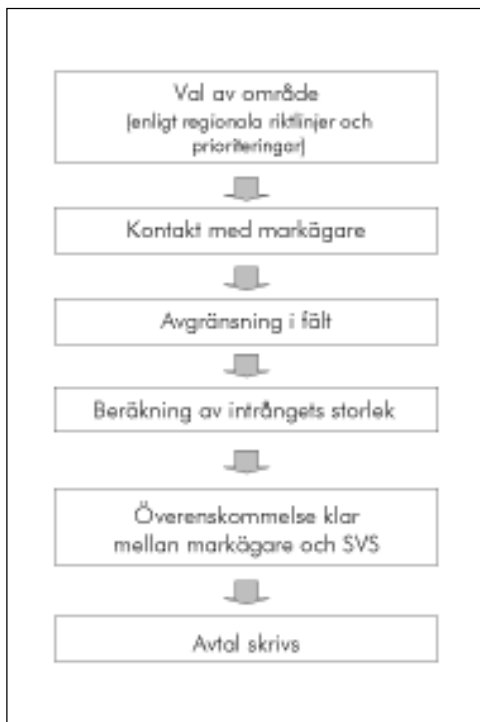 Val av område
(enligt regionala riktlinjer och
prioriteringar)
Kontakt med markägare
Avgränsning i fält
Beräkning av intrångets storlek
Överenskommelse klar
mellan markägare och SVS
Avtal skrivs